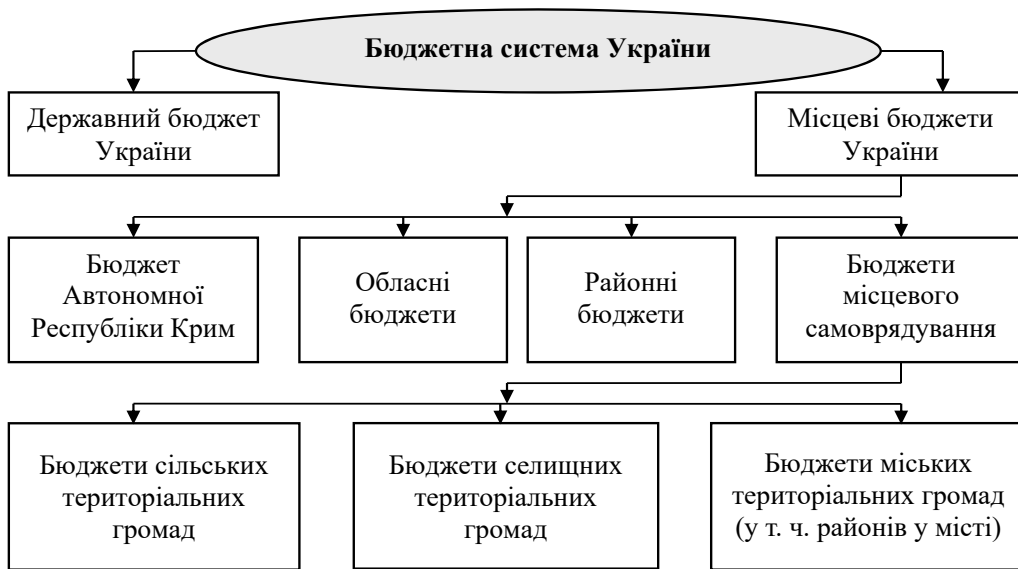 Бюджетна система України
Державний бюджет
України
Місцеві бюджети
України
Бюджет
Автономної
Республіки Крим
Обласні
бюджети
Районні
бюджети
Бюджети
місцевого
самоврядування
Бюджети сільських
територіальних
громад
Бюджети селищних
територіальних
громад
Бюджети міських
територіальних громад
(у т. ч. районів у місті)